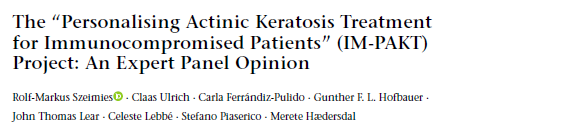 The “Personalising Actinic Keratosis Treatment
for Immunocompromised Patients” (IM-PAKT)
Project: An Expert Panel Opinion
Rolf-Markus Szeimies · Claas Ulrich · Carla Ferrándiz-Pulido · Gunther F. L. Hofbauer ·
John Thomas Lear · Celeste Lebbé · Stefano Piaserico · Merete Hædersdal